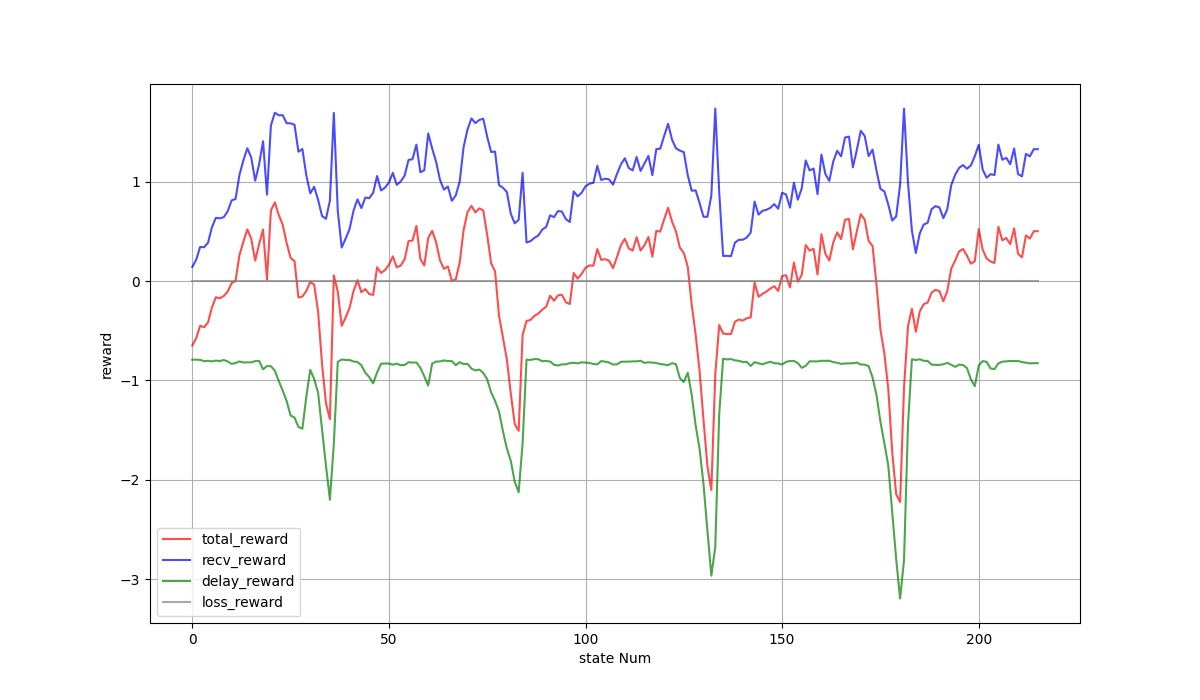 reward
1
0
−1
−2
−3
total_reward
recv_reward
delay_reward
loss_reward
0 50 100 150 200
state Num